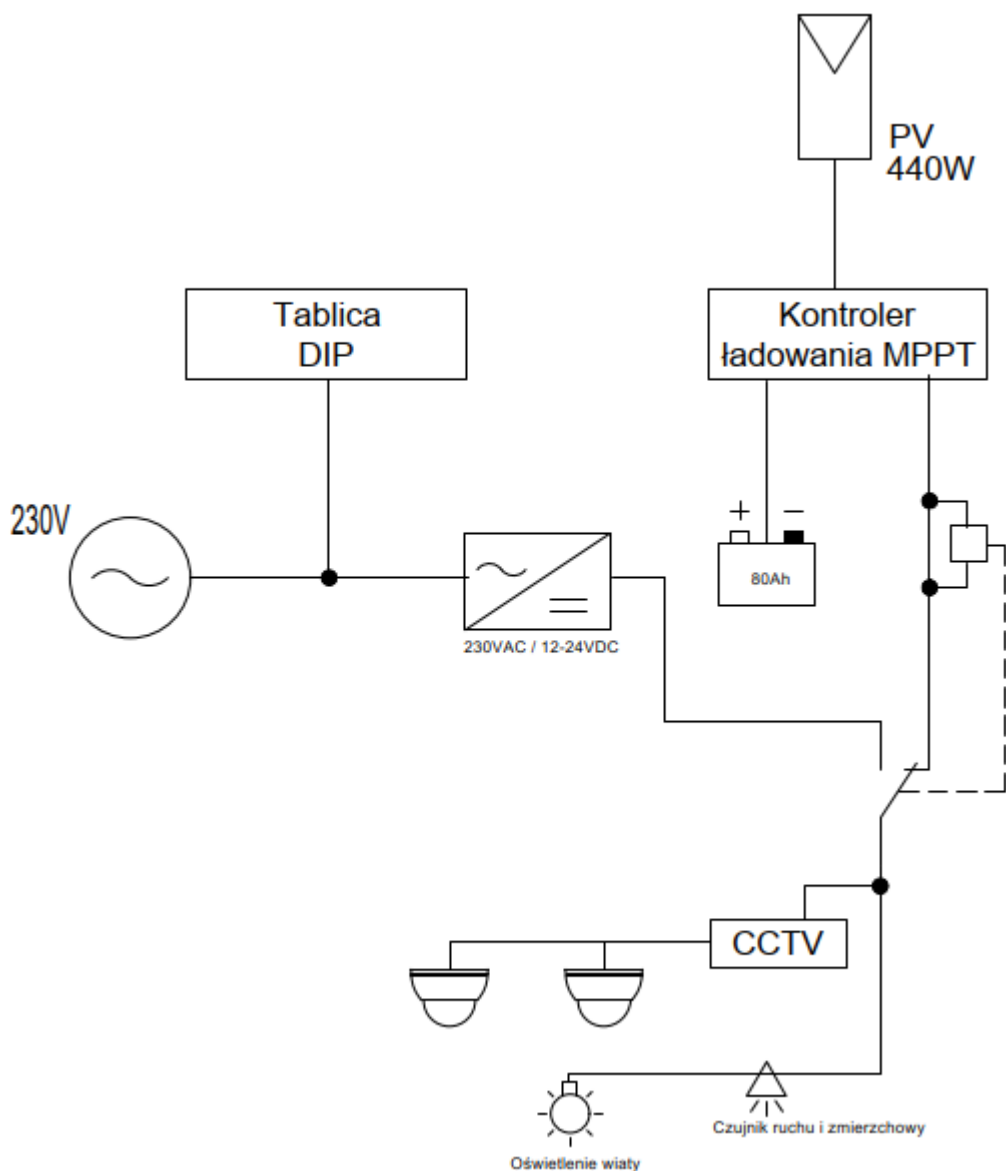 PV
440W
Tablica
DIP
Kontroler
ładowania MPPT
230V
+ −
80Ah
230VAC / 12-24VDC
CCTV
Czujnik ruchu i zmierzchowy
Oświetlenie wiaty